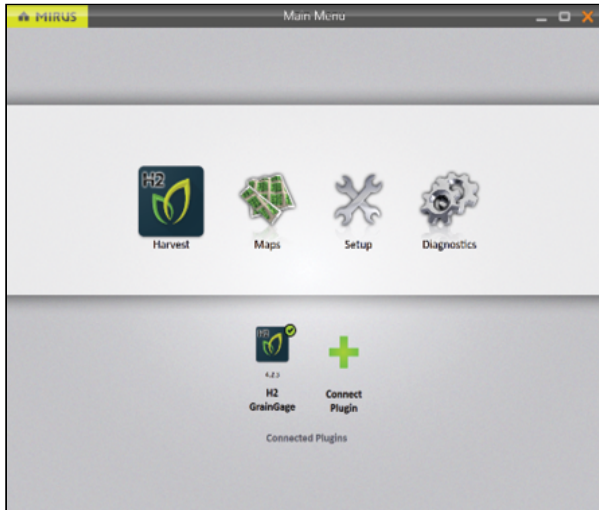 MIRUS Main Menu
H2
Harvest Maps Setup Diagnostics
H2
H2 Connect
GrainGage Plugin
Connected Plugins